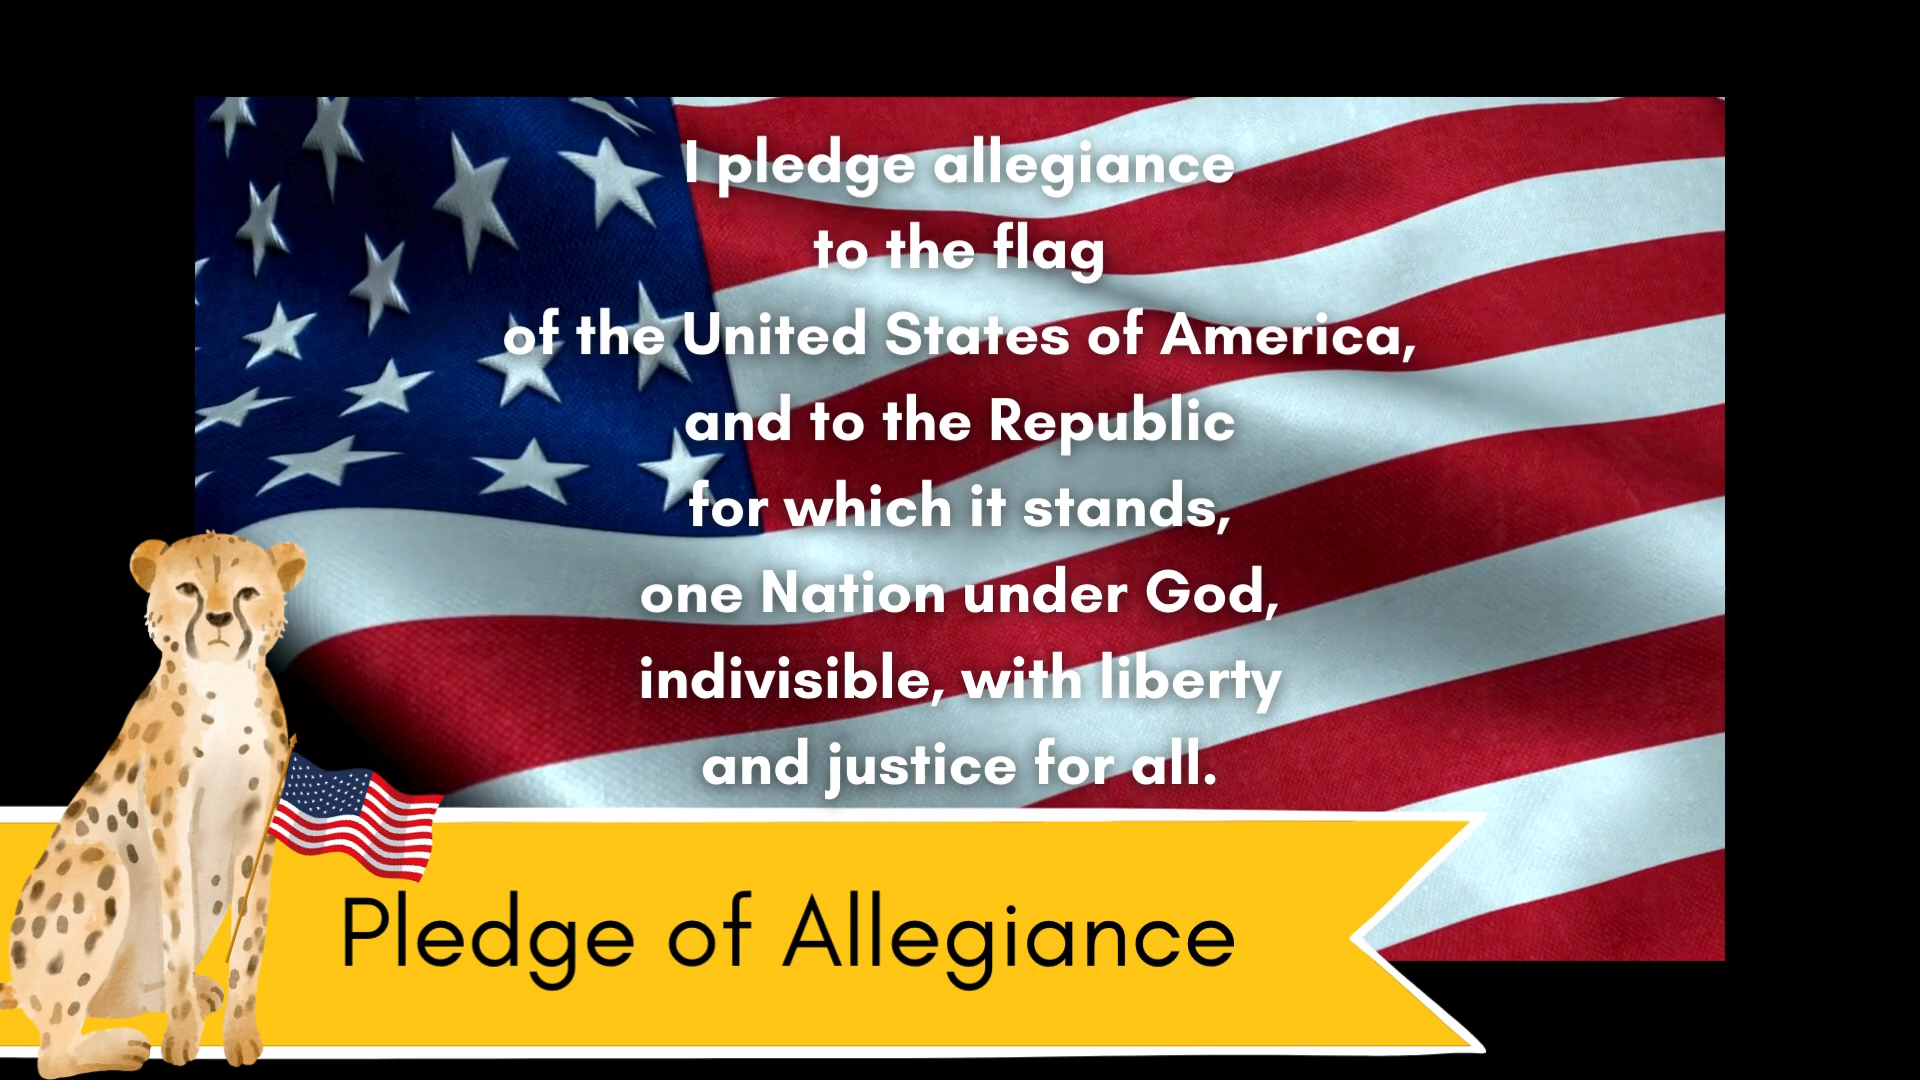 I pledge allegiance
to the flag
of the United States of America,
and to the Republic
for which it stands,
one Nation under God,
indivisible, with liberty
and justice for all.
Pledge of Allegiance